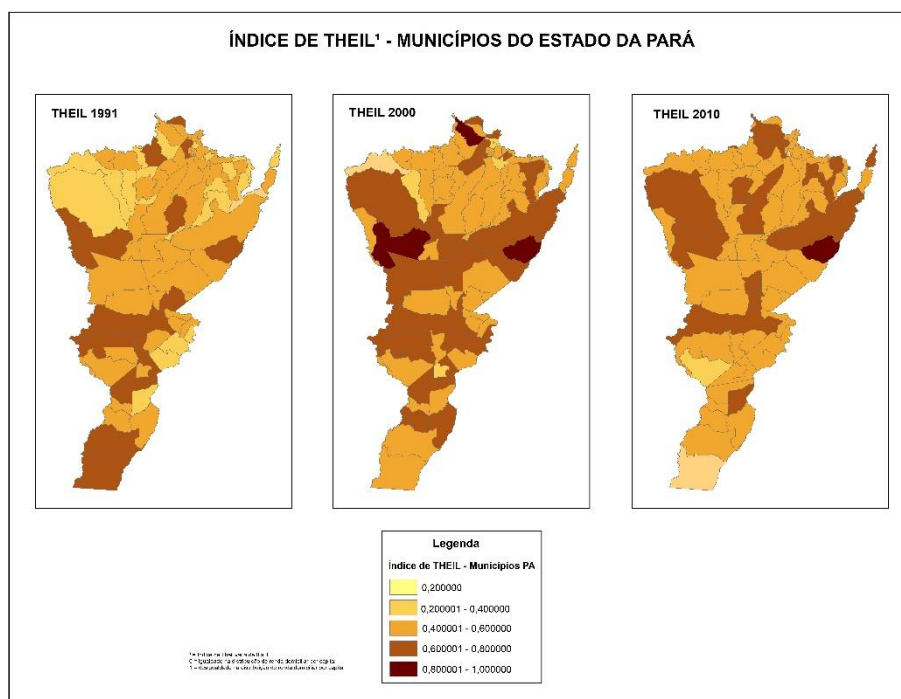 ÍNDICE DE THEIL¹ - MUNICÍPIOS DO ESTADO DA PARÁ
THEIL 1991
THEIL 2000
THEIL 2010
Legenda
Índice de THEIL - Municípios PA
0,200000
0,200001 - 0,400000
0,400001 - 0,600000
0,600001 - 0,800000
0,800001 - 1,000000